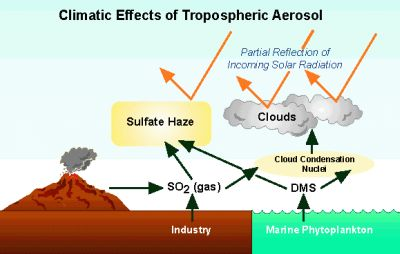 Climatic Effects of Tropospheric Aerosol
Partial Reflection of
Incoming Solar Radiation
Sulfate Haze
Clouds
Cloud Condensation
Nuclei
SO2 (gas)
DMS
Industry
Marine Phytoplankton